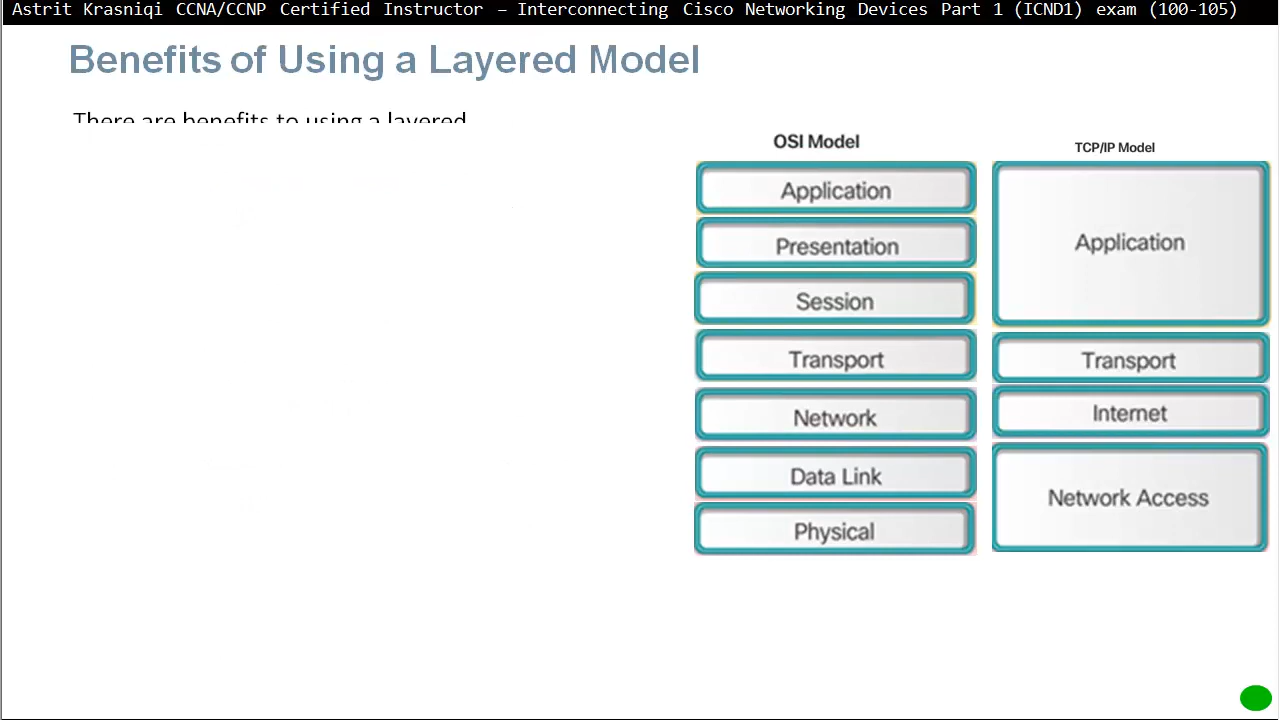 Astrit Krasniqi CCNA/CCNP Certified Instructor – Interconnecting Cisco Networking Devices Part 1 (ICND1) exam (100-105)
Benefits of Using a Layered Model
There are benefits to using a layered
OSI Model
TCP/IP Model
Application
Presentation
Session
Transport
Network
Data Link
Physical
Application
Transport
Internet
Network Access